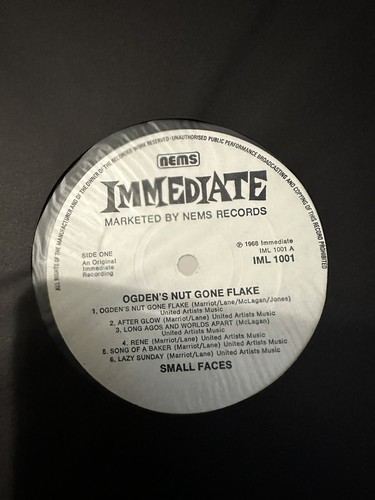 ALL RIGHTS OF THE MANUFACTURER AND OF THE OWNER OF THE RECORDED WORK RESERVED · UNAUTHORISED PUBLIC PERFORMANCE BROADCASTING AND COPYING OF THIS RECORD PROHIBITED
nems
IMMEDIATE
MARKETED BY NEMS RECORDS
SIDE ONE
An Original
Immediate
Recording
℗ 1968 Immediate
IML 1001 A
IML 1001
OGDEN'S NUT GONE FLAKE
1. OGDEN'S NUT GONE FLAKE (Marriot/Lane/McLagan/Jones)
United Artists Music
2. AFTER GLOW (Marriot/Lane) United Artists Music
3. LONG AGOS AND WORLDS APART (McLagan)
United Artists Music
4. RENE (Marriot/Lane) United Artists Music
5. SONG OF A BAKER (Marriot/Lane) United Artists Music
6. LAZY SUNDAY (Marriot/Lane) United Artists Music
SMALL FACES